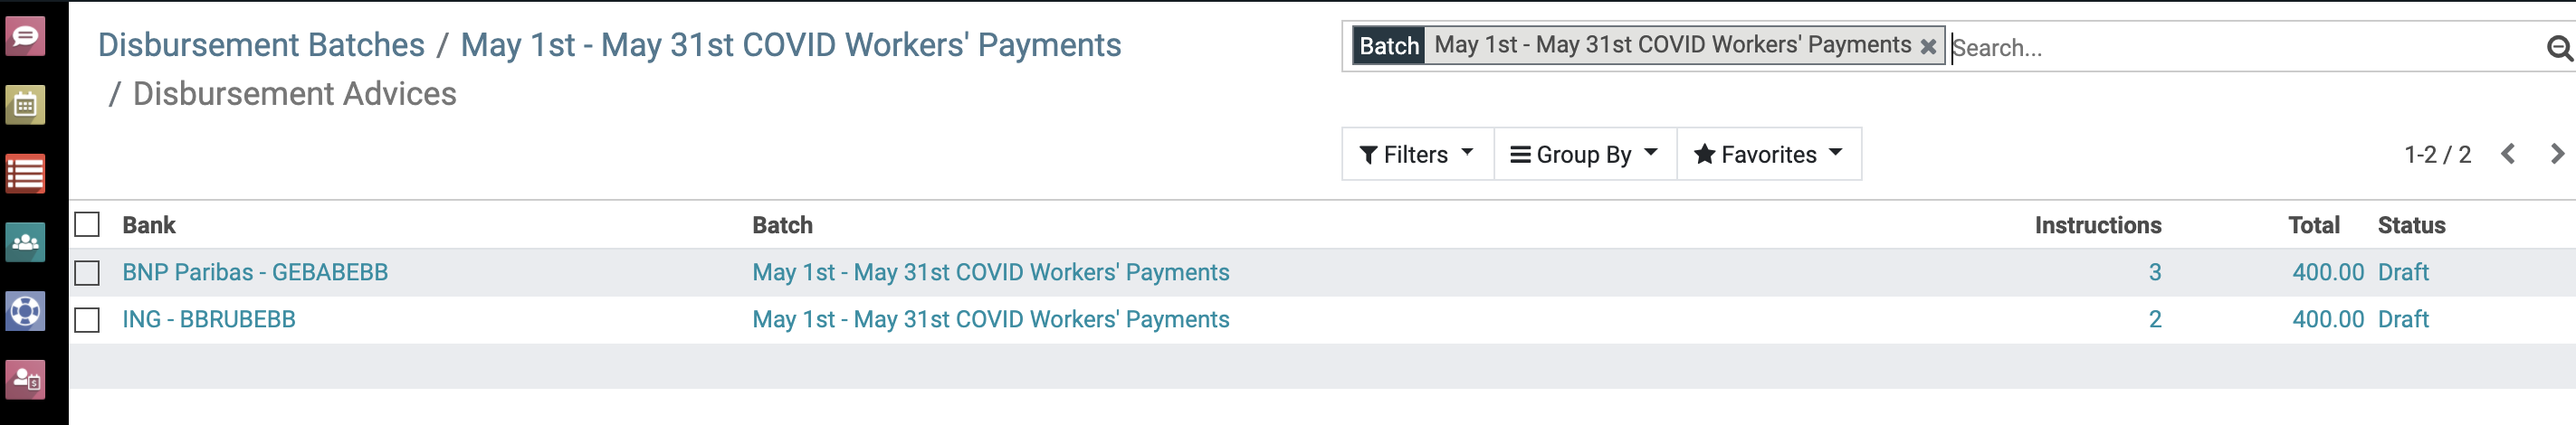 Disbursement Batches / May 1st - May 31st COVID Workers' Payments
/ Disbursement Advices
Batch May 1st - May 31st COVID Workers' Payments Search...
Filters Group By Favorites
1-2 / 2
Bank Batch Instructions Total Status
BNP Paribas - GEBABEBB May 1st - May 31st COVID Workers' Payments 3 400.00 Draft
ING - BBRUBEBB May 1st - May 31st COVID Workers' Payments 2 400.00 Draft